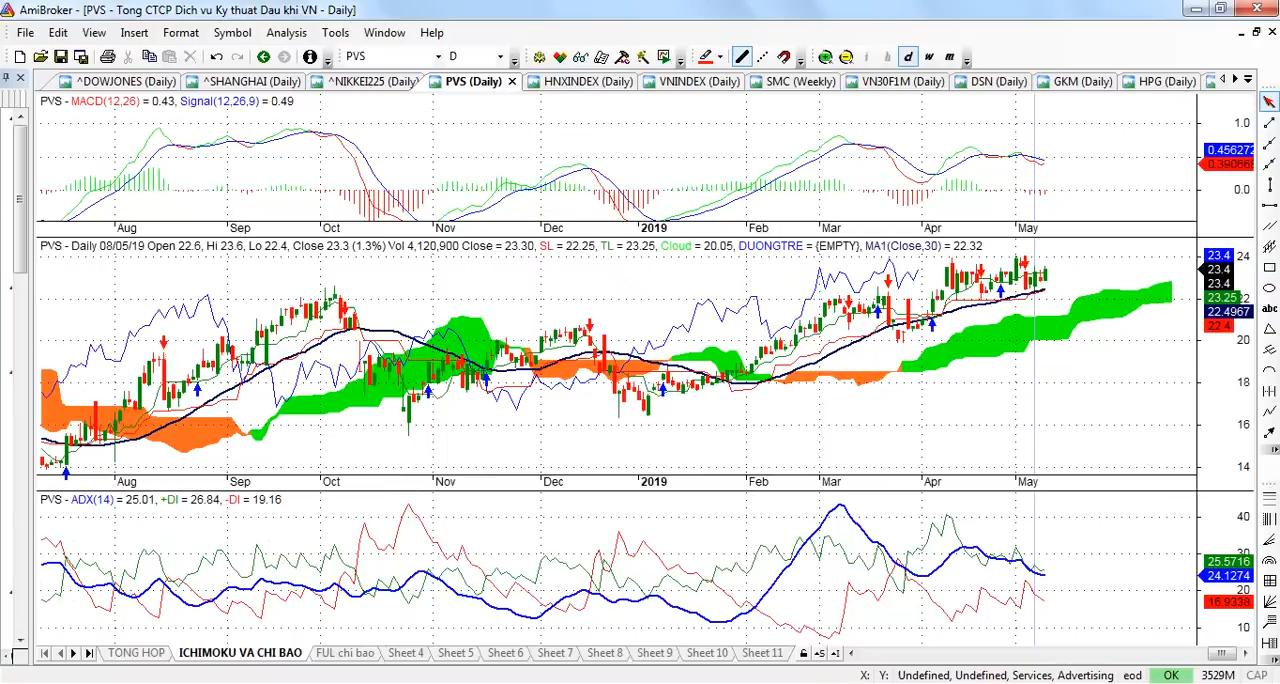 AmiBroker - [PVS - Tong CTCP Dich vu Ky thuat Dau khi VN - Daily]
File Edit View Insert Format Symbol Analysis Tools Window Help
PVS D d w m
^DOWJONES (Daily) ^SHANGHAI (Daily) ^NIKKEI225 (Daily) PVS (Daily) HNXINDEX (Daily) VNINDEX (Daily) SMC (Weekly) VN30F1M (Daily) DSN (Daily) GKM (Daily) HPG (Daily)
PVS - MACD(12,26) = 0.43, Signal(12,26,9) = 0.49
1.0
0.456272
0.390668
0.0
Aug Sep Oct Nov Dec 2019 Feb Mar Apr May
PVS - Daily 08/05/19 Open 22.6, Hi 23.6, Lo 22.4, Close 23.3 (1.3%) Vol 4,120,900 Close = 23.30, SL = 22.25, TL = 23.25, Cloud = 20.05, DUONGTRE = {EMPTY}, MA1(Close,30) = 22.32
23.4 24
23.4
23.4
23.25
22.4967
22.4
20
18
16
14
abc
Aug Sep Oct Nov Dec 2019 Feb Mar Apr May
PVS - ADX(14) = 25.01, +DI = 26.84, -DI = 19.16
40
30
25.5716
24.1274
20
16.9338
10
TONG HOP ICHIMOKU VA CHI BAO FUL chi bao Sheet 4 Sheet 5 Sheet 6 Sheet 7 Sheet 8 Sheet 9 Sheet 10 Sheet 11
X: Y: Undefined, Undefined, Services, Advertising eod OK 3529M CAP